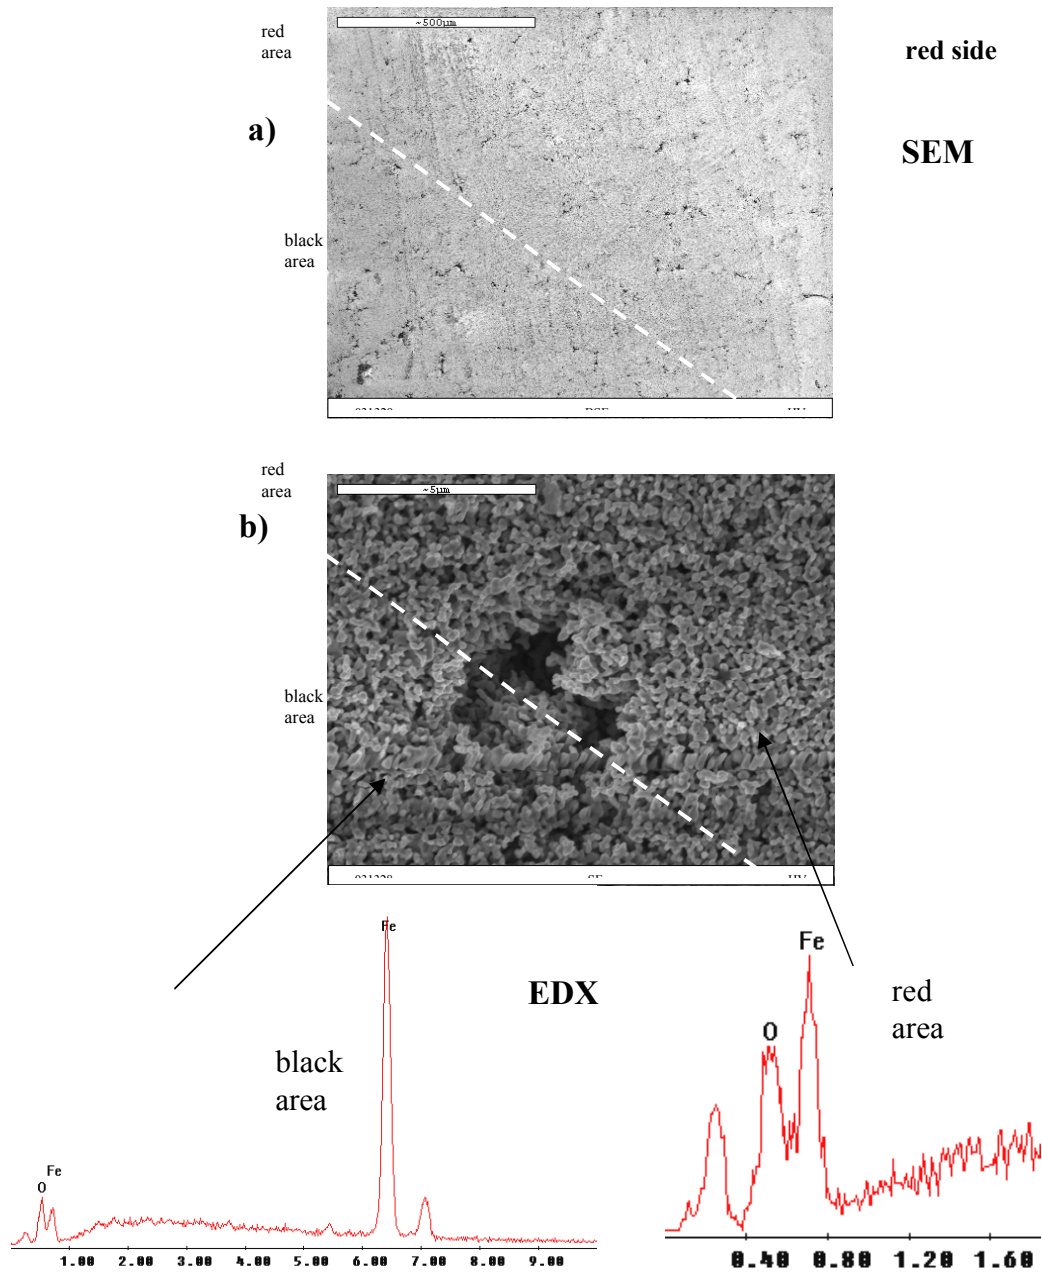 ~500μm
red
area
red side
a)
SEM
black
area
red
area
~5μm
b)
black
area
Fe
EDX
Fe
red
area
O
black
area
Fe
O
1.00 2.00 3.00 4.00 5.00 6.00 7.00 8.00 9.00
0.40 0.80 1.20 1.60